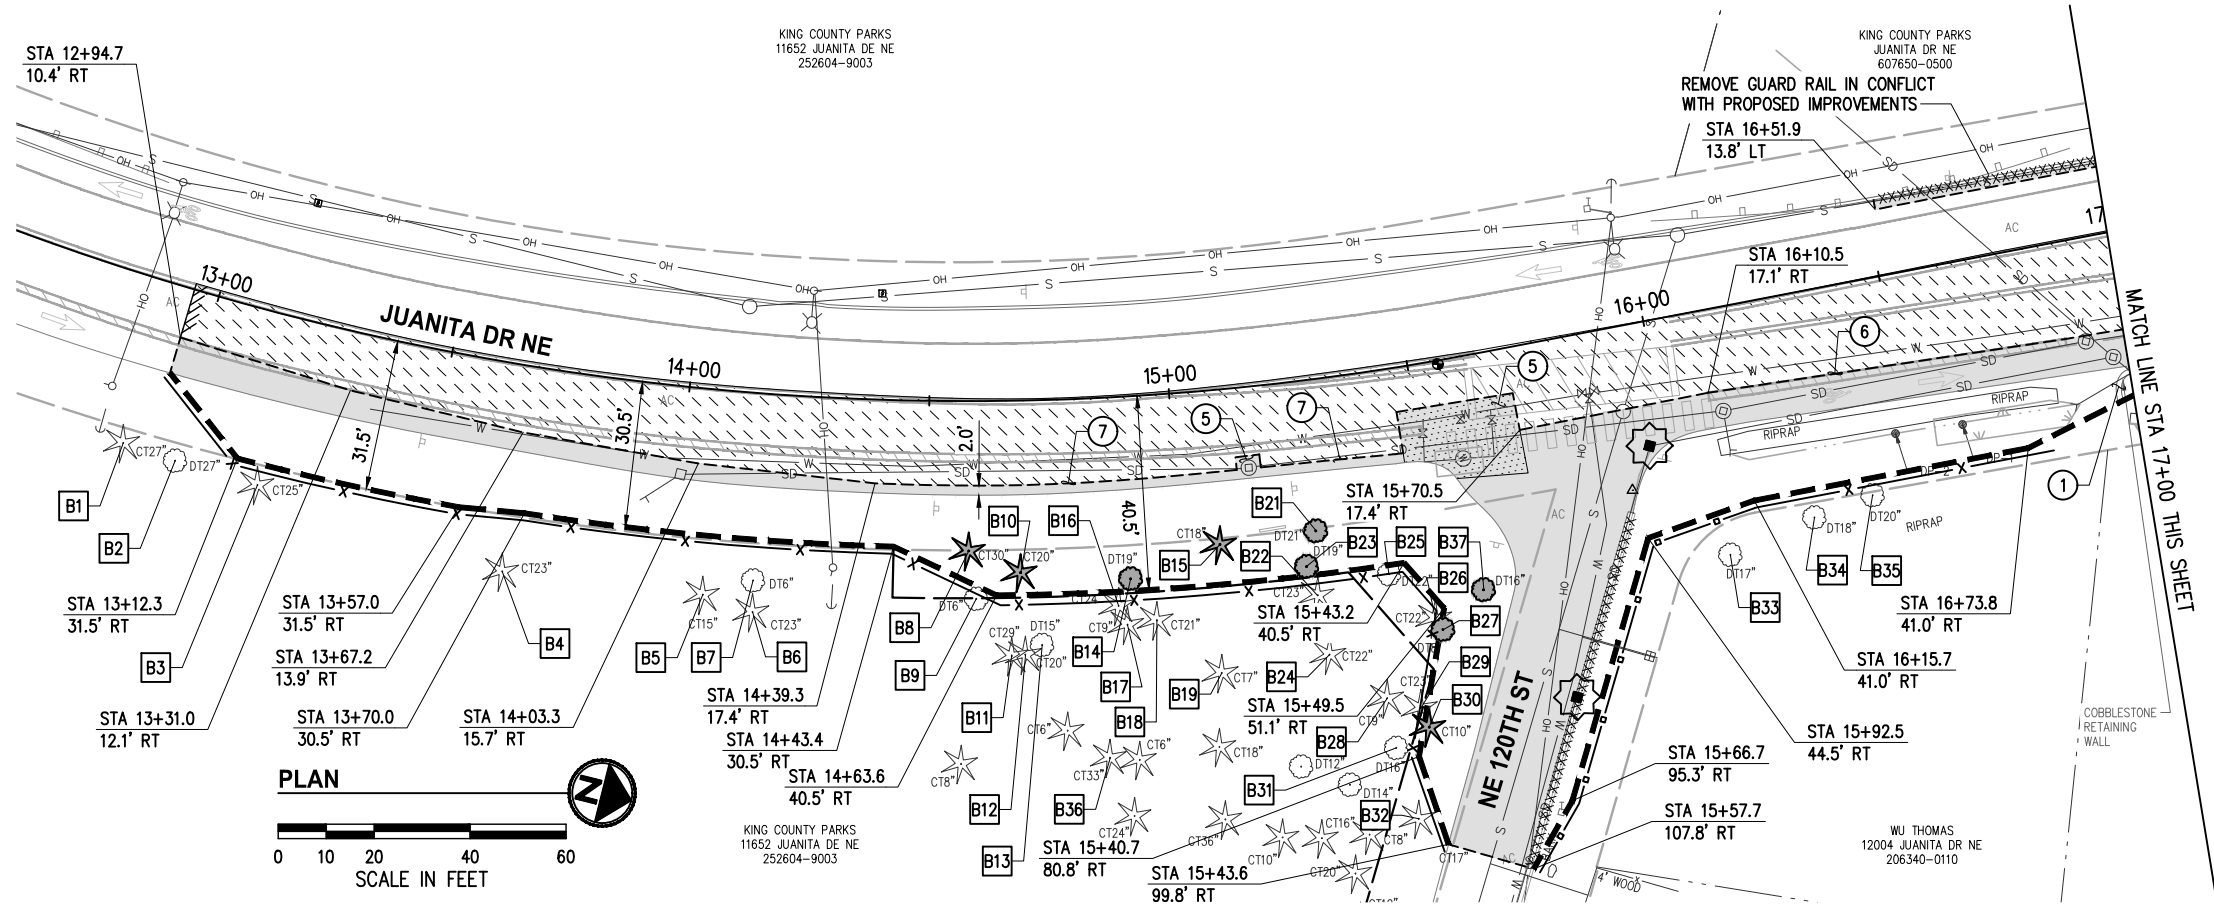 STA 12+94.7
10.4' RT
KING COUNTY PARKS
11652 JUANITA DE NE
252604-9003
KING COUNTY PARKS
JUANITA DR NE
607650-0500
REMOVE GUARD RAIL IN CONFLICT
WITH PROPOSED IMPROVEMENTS
STA 16+51.9
13.8' LT
STA 16+10.5
17.1' RT
13+00
14+00
15+00
16+00
17
JUANITA DR NE
NE 120TH ST
MATCH LINE STA 17+00 THIS SHEET
31.5'
30.5'
2.0'
40.5'
5
5
7
7
6
1
OH
S
SD
W
AC
RIPRAP
RIPRAP
RIPRAP
B1
B2
B3
B4
B5
B7
B6
B8
B9
B10
B11
B12
B13
B14
B15
B16
B17
B18
B19
B21
B22
B23
B24
B25
B26
B27
B28
B29
B30
B31
B32
B33
B34
B35
B36
B37
CT27"
DT27"
CT25"
CT23"
CT15"
DT6"
CT23"
CT30"
CT20"
DT6"
CT29"
DT15"
CT20"
CT24"
DT19"
CT9"
CT21"
CT18"
DT21"
DT19"
CT23"
DT22"
CT22"
DT16"
CT22"
CT7"
CT6"
CT6"
CT18"
CT8"
CT33"
CT24"
CT36"
CT10"
CT16"
CT8"
CT20"
CT17"
DT12"
DT14"
DT16"
CT9"
CT23"
CT10"
DT17"
DT18"
DT20"
STA 13+12.3
31.5' RT
STA 13+31.0
12.1' RT
STA 13+57.0
31.5' RT
STA 13+67.2
13.9' RT
STA 13+70.0
30.5' RT
STA 14+03.3
15.7' RT
STA 14+39.3
17.4' RT
STA 14+43.4
30.5' RT
STA 14+63.6
40.5' RT
STA 15+70.5
17.4' RT
STA 15+43.2
40.5' RT
STA 15+49.5
51.1' RT
STA 15+40.7
80.8' RT
STA 15+43.6
99.8' RT
STA 16+73.8
41.0' RT
STA 16+15.7
41.0' RT
STA 15+92.5
44.5' RT
STA 15+66.7
95.3' RT
STA 15+57.7
107.8' RT
COBBLESTONE
RETAINING
WALL
4' WOOD
WU THOMAS
12004 JUANITA DR NE
206340-0110
KING COUNTY PARKS
11652 JUANITA DE NE
252604-9003
PLAN
N
0 10 20 40 60
SCALE IN FEET